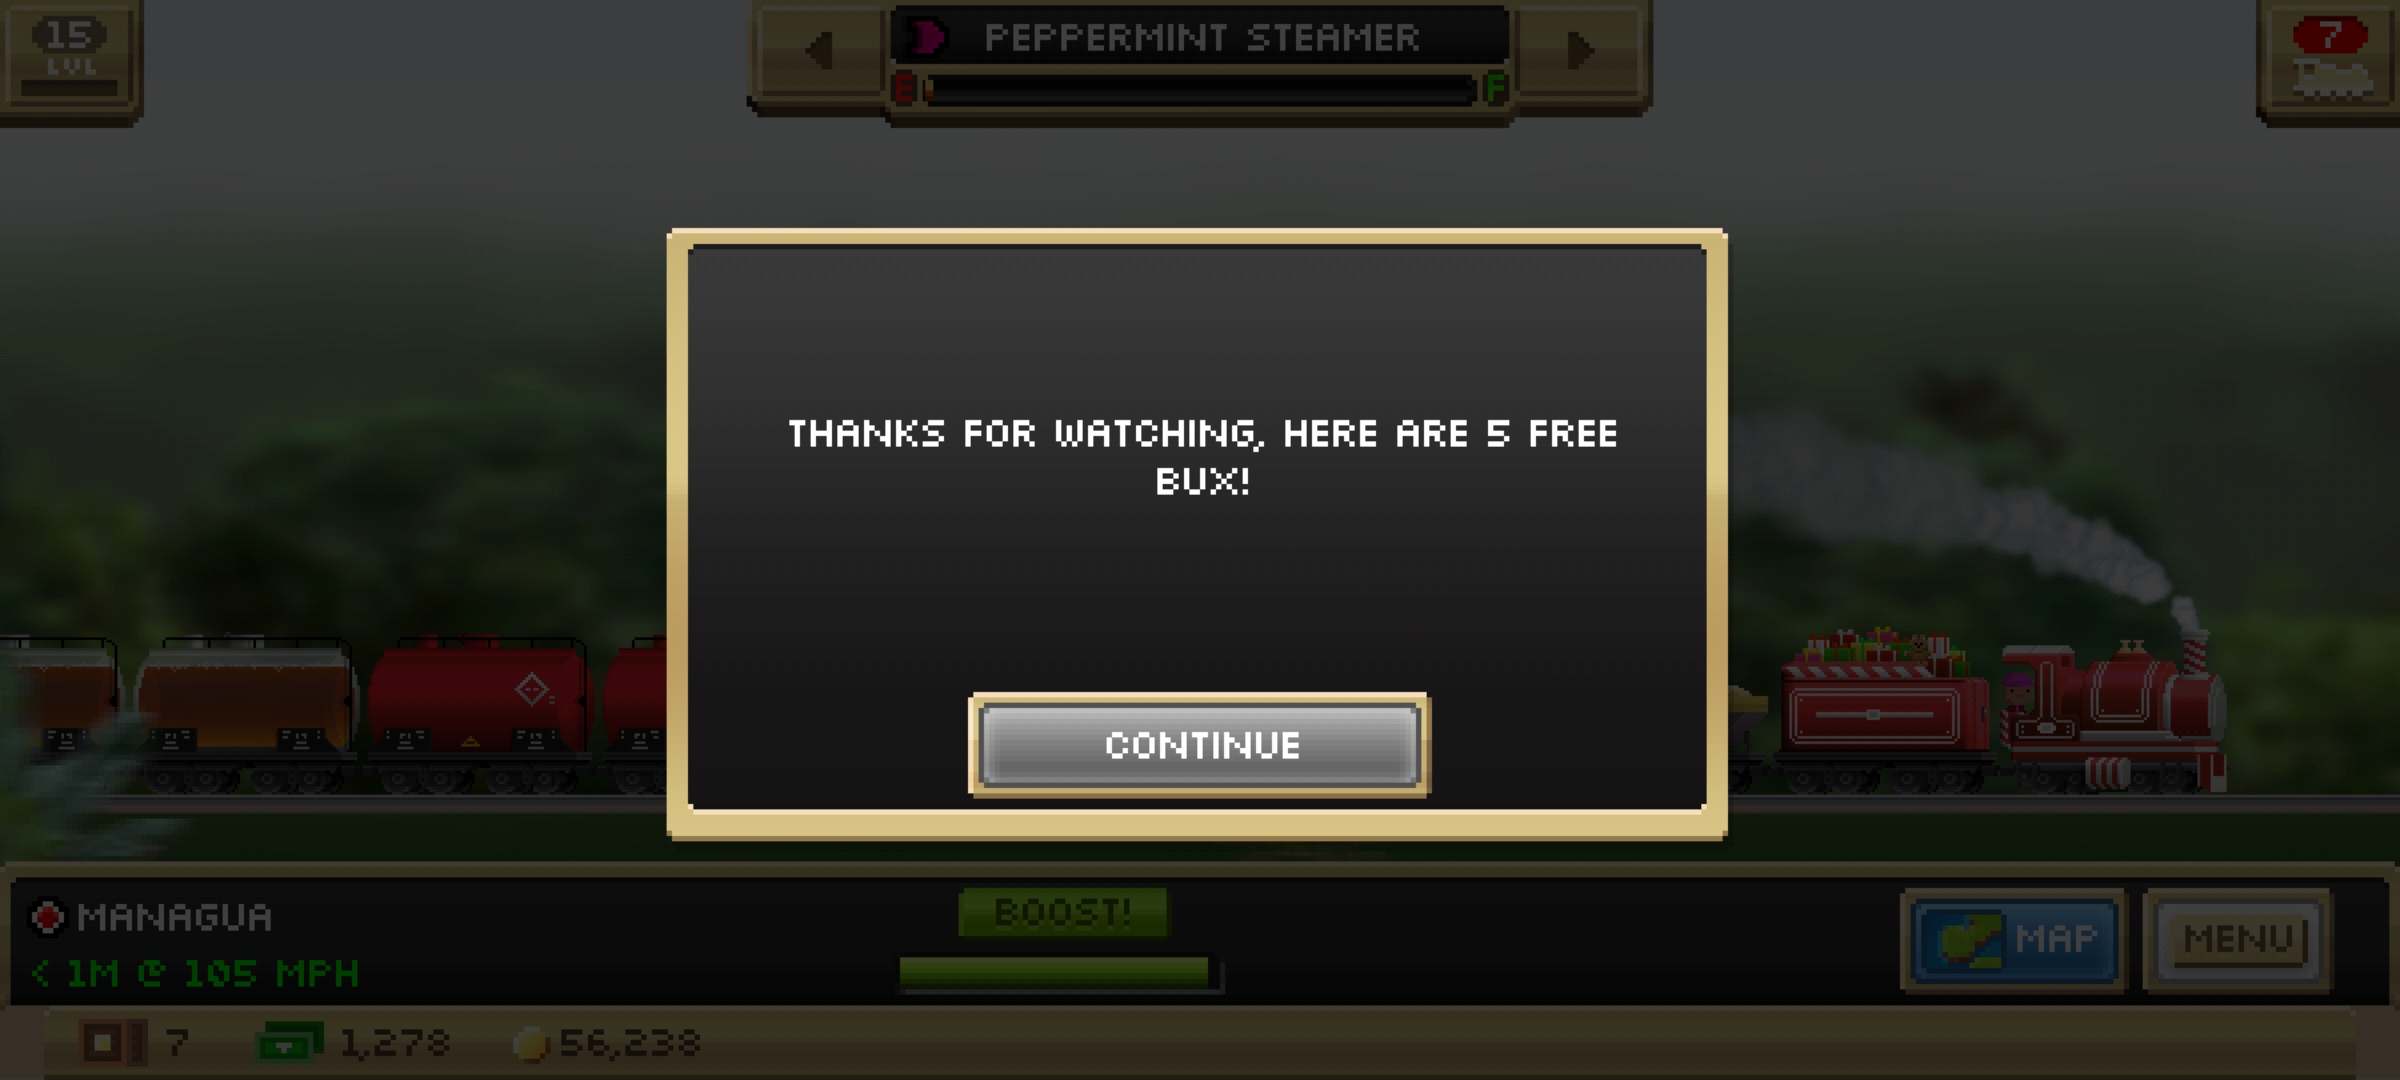 15
LVL
PEPPERMINT STEAMER
E
F
7
THANKS FOR WATCHING, HERE ARE 5 FREE
BUX!
CONTINUE
MANAGUA
< 1M @ 105 MPH
BOOST!
MAP
MENU
7
1,278
56,238